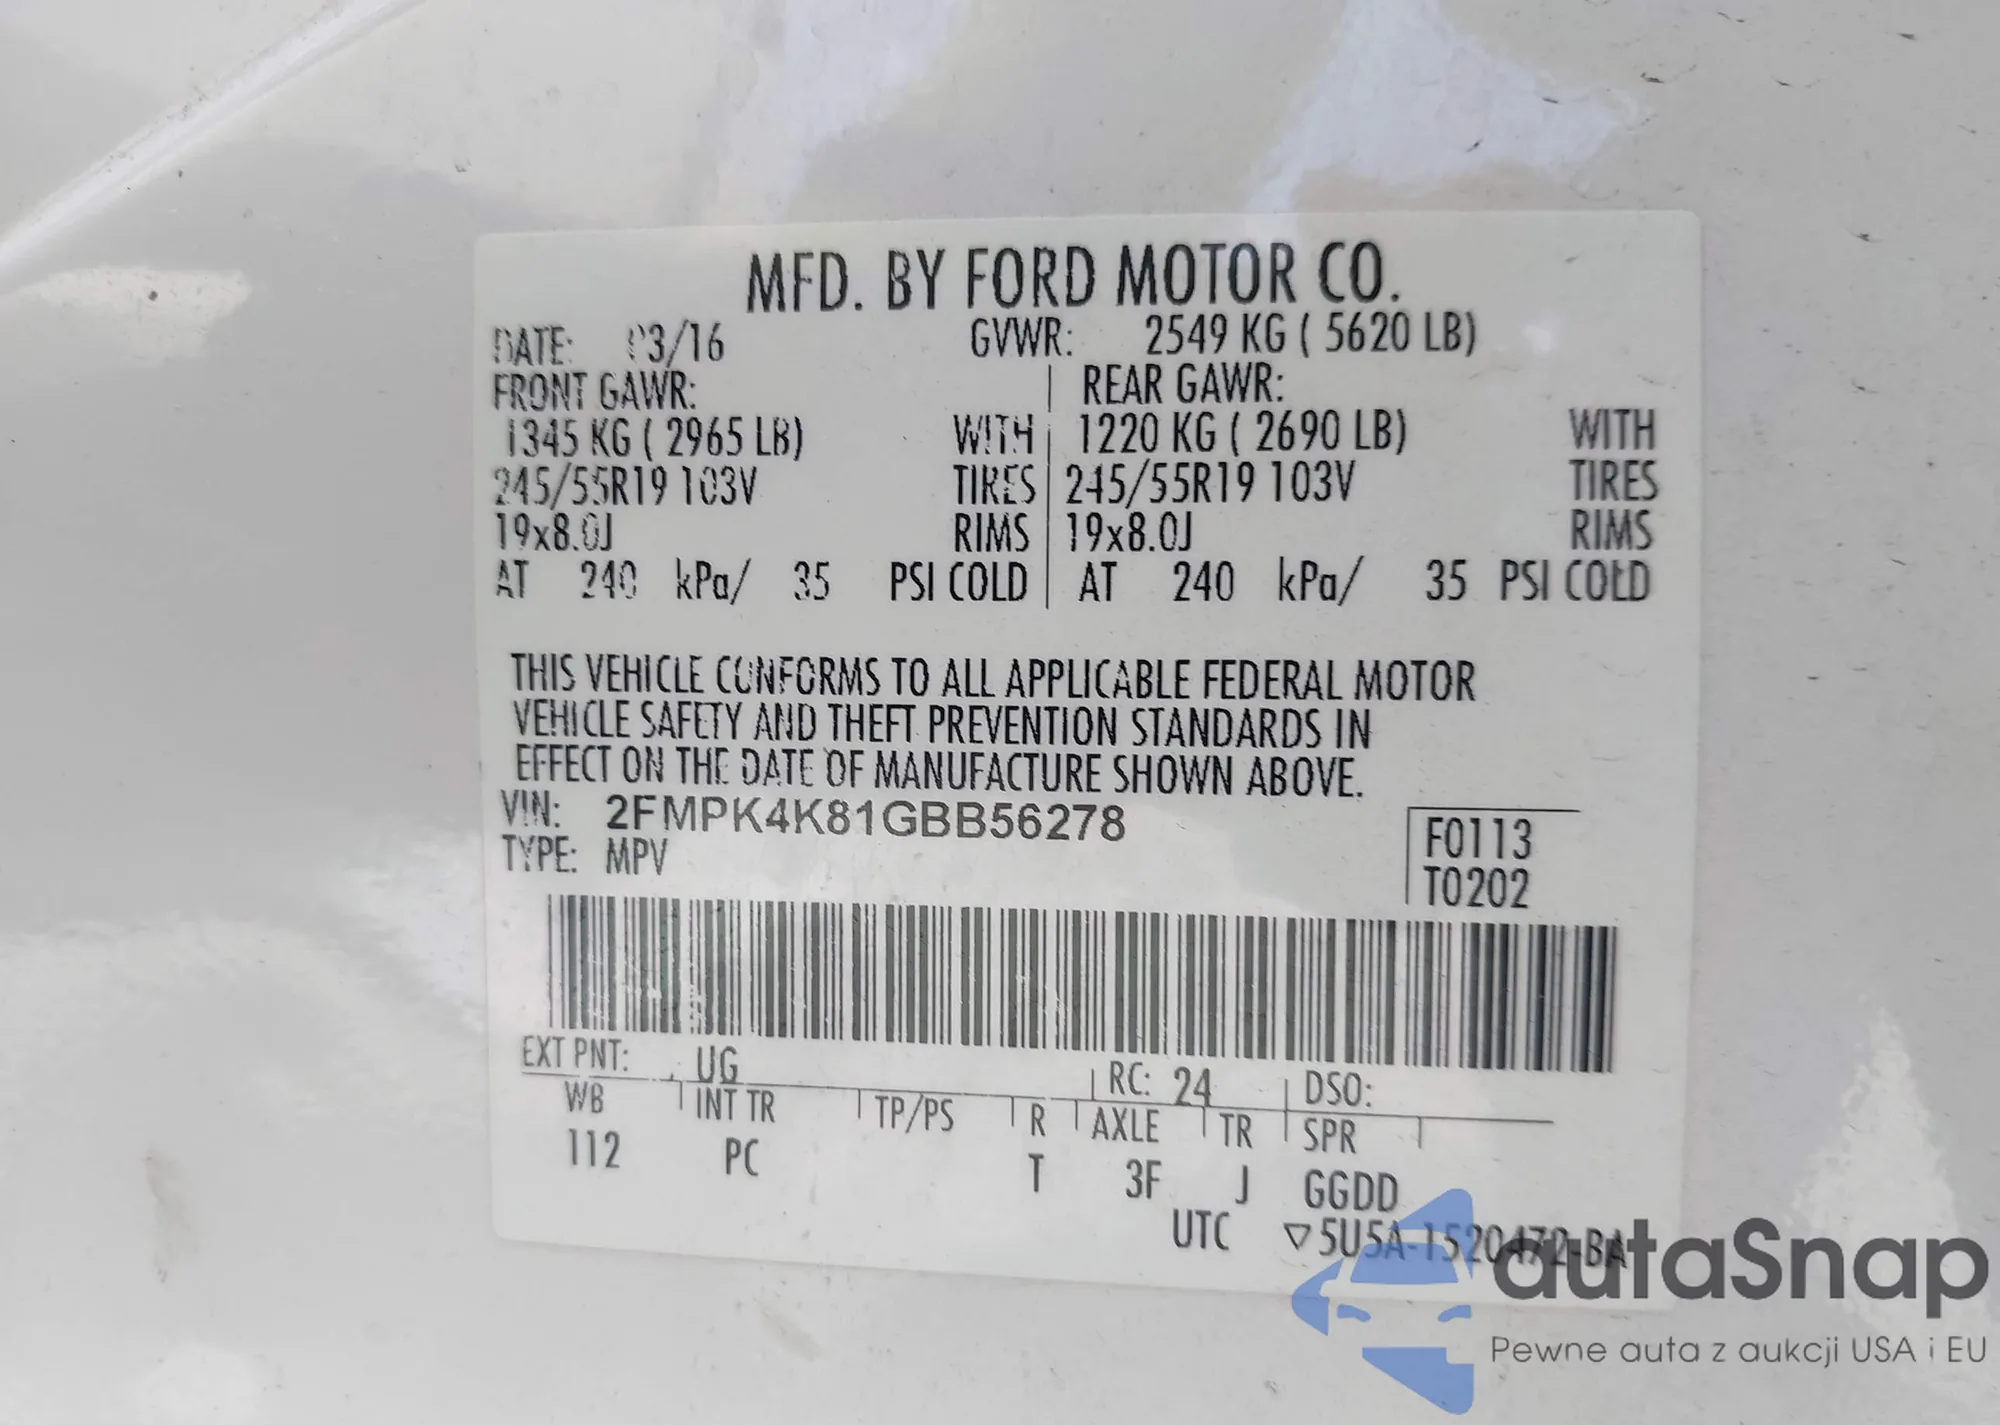 MFD. BY FORD MOTOR CO.
DATE: 03/16 GVWR: 2549 KG ( 5620 LB)
FRONT GAWR: REAR GAWR:
1345 KG ( 2965 LB) WITH 1220 KG ( 2690 LB) WITH
245/55R19 103V TIRES 245/55R19 103V TIRES
19x8.0J RIMS 19x8.0J RIMS
AT 240 kPa/ 35 PSI COLD AT 240 kPa/ 35 PSI COLD
THIS VEHICLE CONFORMS TO ALL APPLICABLE FEDERAL MOTOR
VEHICLE SAFETY AND THEFT PREVENTION STANDARDS IN
EFFECT ON THE DATE OF MANUFACTURE SHOWN ABOVE.
VIN: 2FMPK4K81GBB56278
TYPE: MPV
F0113
T0202
EXT PNT: UG RC: 24 DSO:
WB INT TR TP/PS R AXLE TR SPR
112 PC T 3F J GGDD
UTC ▽5U5A-1520472-BA
autaSnap
Pewne auta z aukcji USA i EU